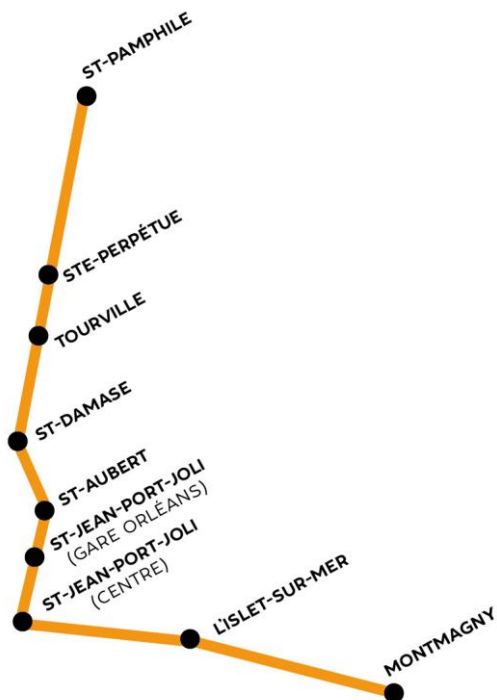 ST-PAMPHILE
STE-PERPÉTUE
TOURVILLE
ST-DAMASE
ST-AUBERT
ST-JEAN-PORT-JOLI
(GARE ORLÉANS)
ST-JEAN-PORT-JOLI
(CENTRE)
L'ISLET-SUR-MER
MONTMAGNY